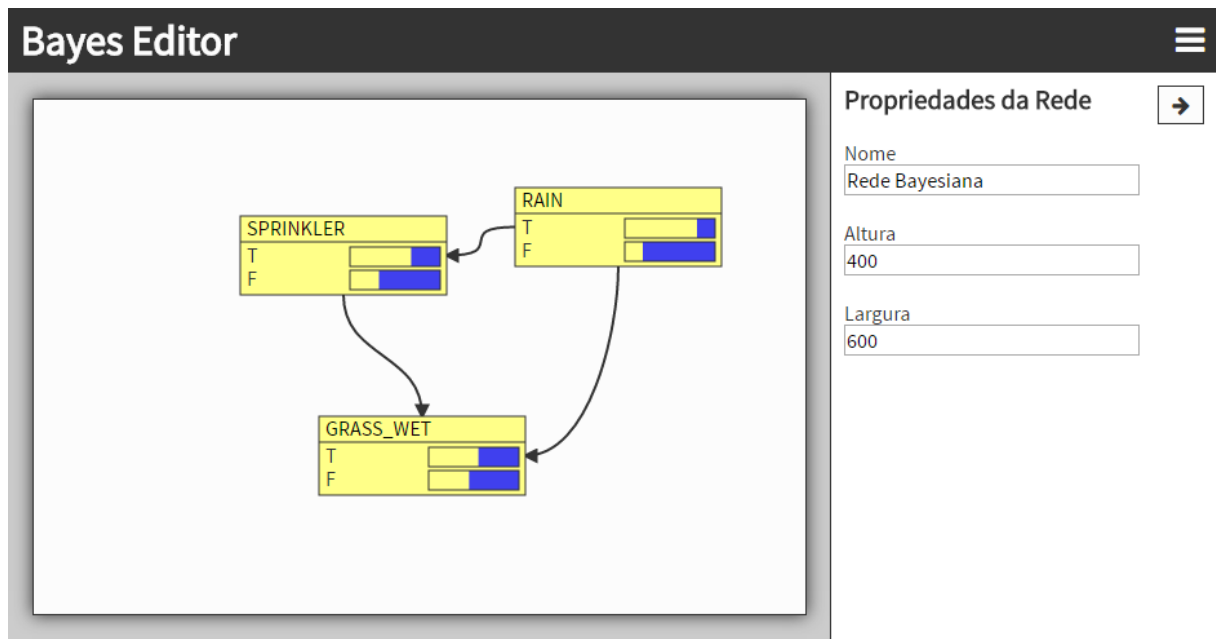 Bayes Editor
SPRINKLER
T
F
RAIN
T
F
GRASS_WET
T
F
Propriedades da Rede
Nome
Rede Bayesiana
Altura
400
Largura
600